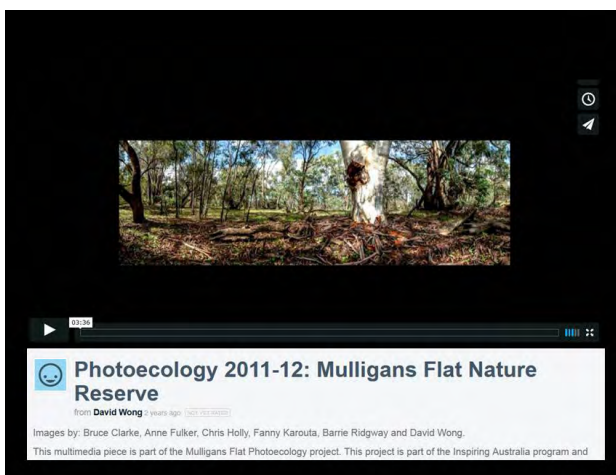 03:36
Photoecology 2011-12: Mulligans Flat Nature
Reserve
from David Wong 2 years ago
Images by: Bruce Clarke, Anne Fulker, Chris Holly, Fanny Karouta, Barrie Ridgway and David Wong.
This multimedia piece is part of the Mulligans Flat Photoecology project. This project is part of the Inspiring Australia program and